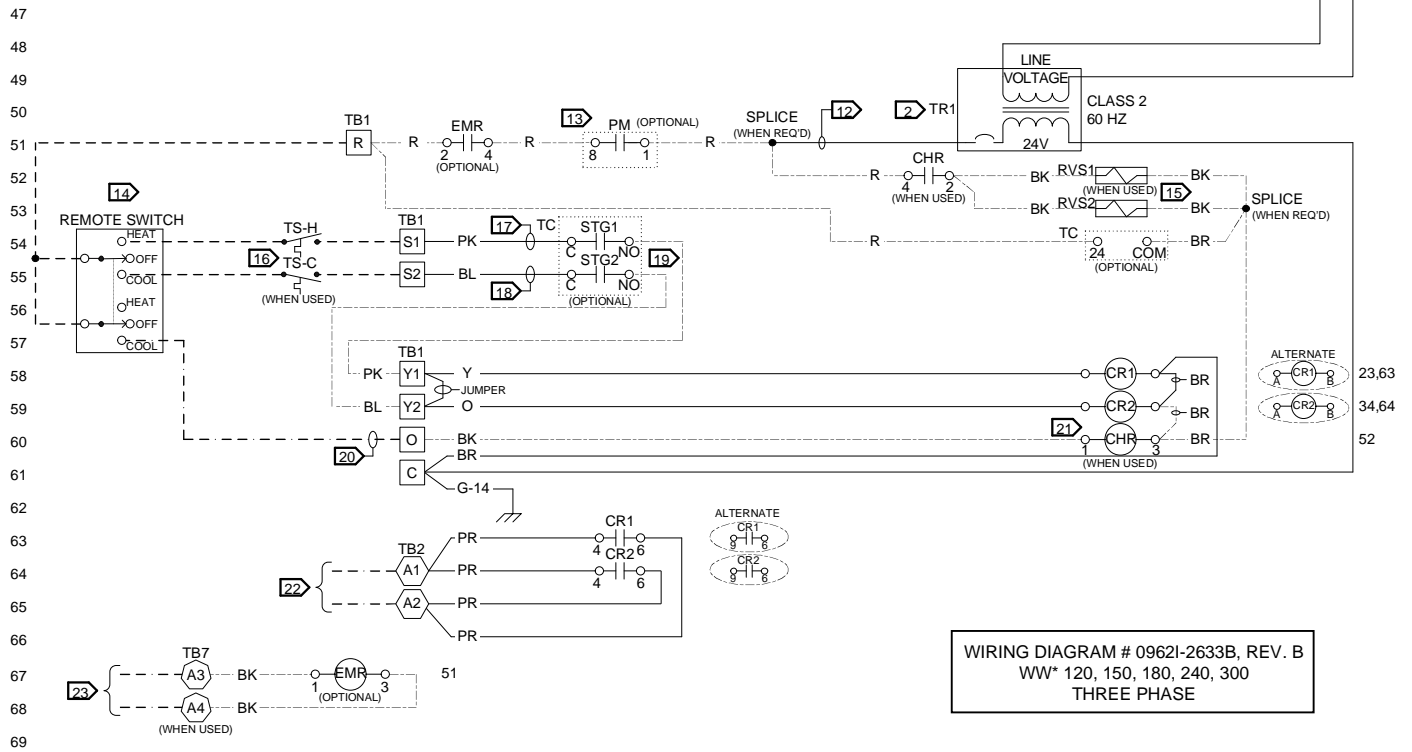 47
48
LINE
49
VOLTAGE
50
TB1
EMR
13
PM
(OPTIONAL)
SPLICE
(WHEN REQ'D)
12
2
TR1
CLASS 2
60 HZ
51
R
R
2
4
(OPTIONAL)
R
8
1
R
24V
52
14
CHR
R
4
2
(WHEN USED)
BK
RVS1
(WHEN USED)
15
BK
SPLICE
(WHEN REQ'D)
53
REMOTE SWITCH
TS-H
TB1
17
TC
STG1
BK
RVS2
BK
54
HEAT
OFF
16
TS-C
S1
PK
C
NO
STG2
19
R
TC
24
COM
(OPTIONAL)
BR
55
COOL
(WHEN USED)
S2
BL
18
C
NO
(OPTIONAL)
56
HEAT
OFF
57
COOL
TB1
ALTERNATE
58
PK
Y1
Y
JUMPER
CR1
BR
A
CR1
B
23,63
59
BL
Y2
O
CR2
BR
A
CR2
B
34,64
60
20
O
BK
BR
21
1
CHR
3
(WHEN USED)
BR
52
61
C
G-14
62
ALTERNATE
63
TB2
PR
CR1
4
6
CR1
9
6
64
22
A1
PR
CR2
4
6
CR2
9
6
65
A2
PR
66
PR
67
TB7
23
A3
BK
1
EMR
3
(OPTIONAL)
51
68
A4
BK
(WHEN USED)
69
WIRING DIAGRAM # 0962I-2633B, REV. B
WW* 120, 150, 180, 240, 300
THREE PHASE